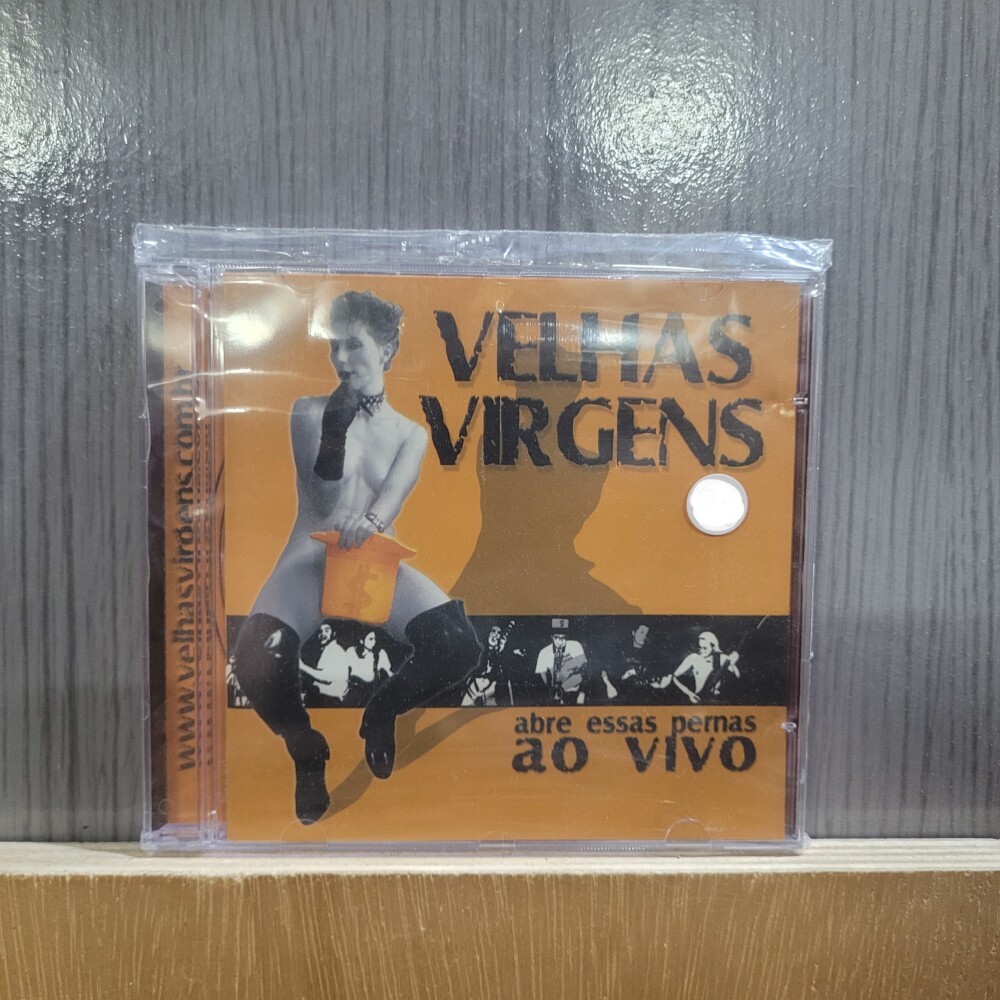 VELHAS
VIRGENS
abre essas pernas
ao vivo
www.velhasvirgens.com.br
$